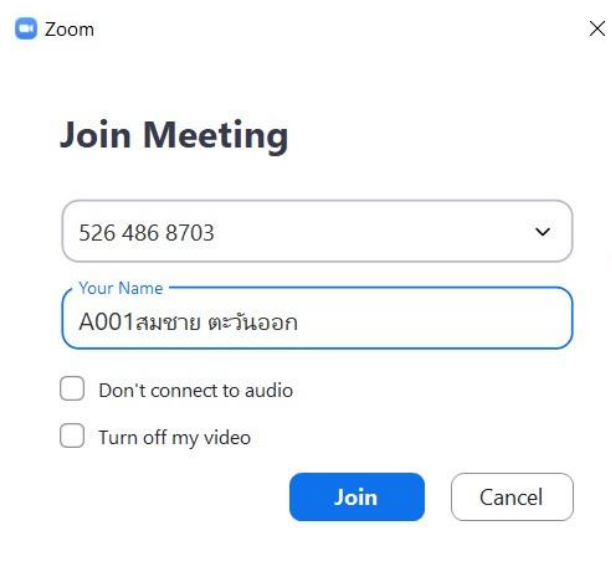 Zoom
Join Meeting
526 486 8703
Your Name
A001สมชาย ตะวันออก
Don't connect to audio
Turn off my video
Join
Cancel